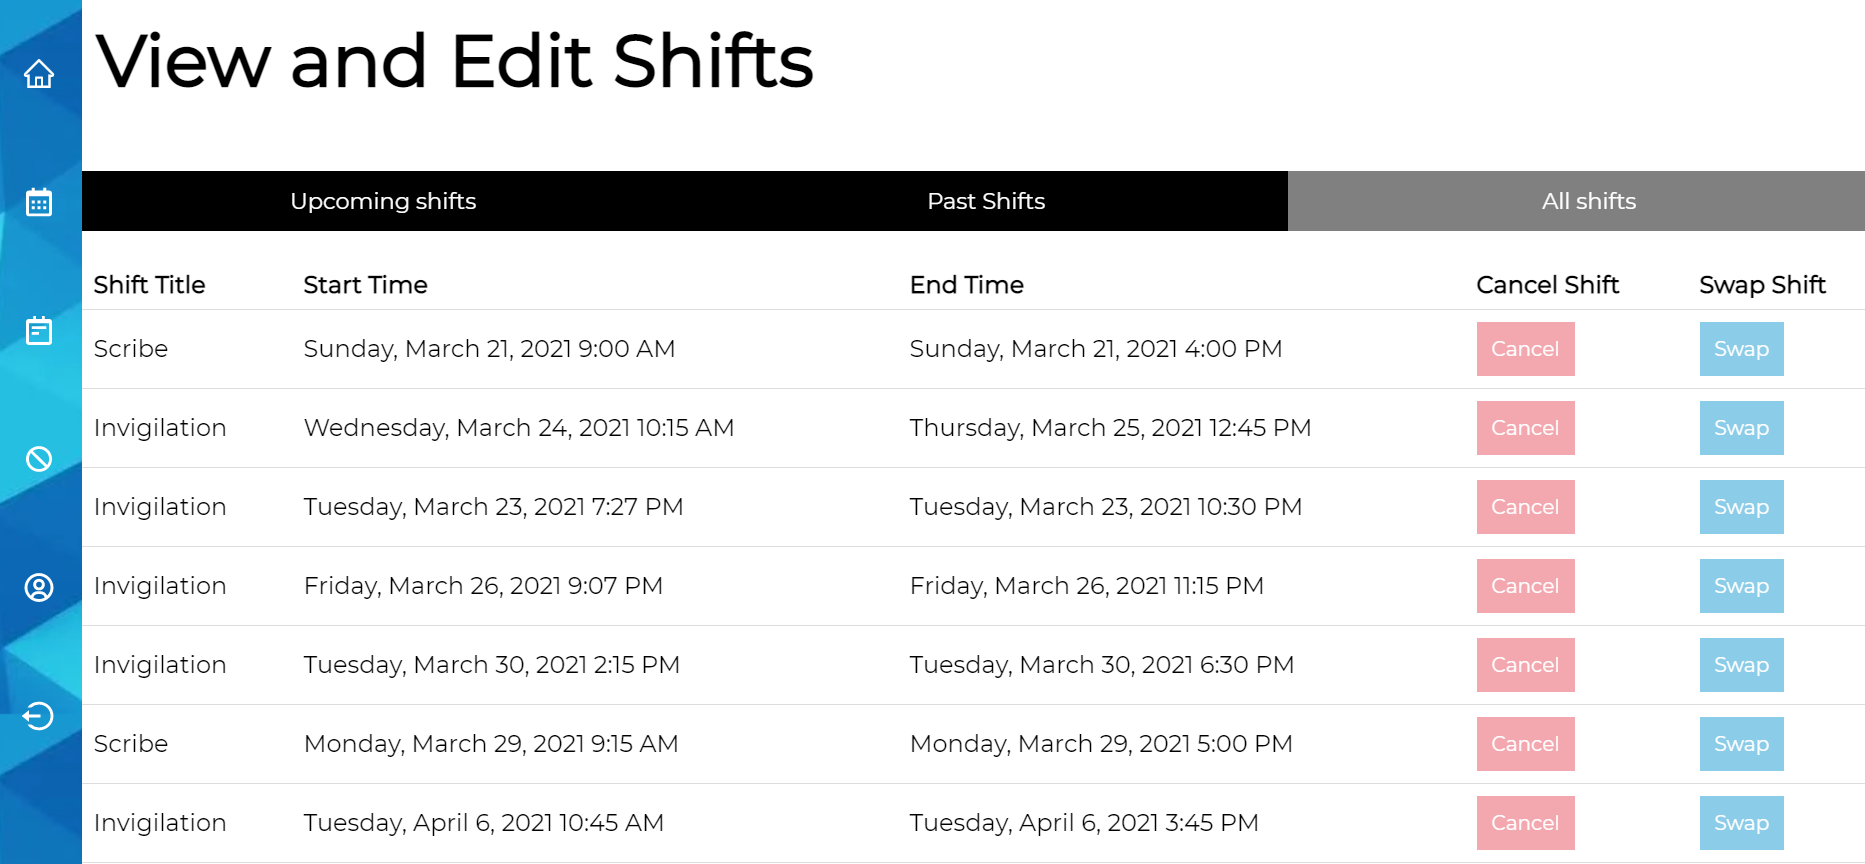 View and Edit Shifts
Upcoming shifts Past Shifts All shifts
Shift Title Start Time End Time Cancel Shift Swap Shift
Scribe Sunday, March 21, 2021 9:00 AM Sunday, March 21, 2021 4:00 PM Cancel Swap
Invigilation Wednesday, March 24, 2021 10:15 AM Thursday, March 25, 2021 12:45 PM Cancel Swap
Invigilation Tuesday, March 23, 2021 7:27 PM Tuesday, March 23, 2021 10:30 PM Cancel Swap
Invigilation Friday, March 26, 2021 9:07 PM Friday, March 26, 2021 11:15 PM Cancel Swap
Invigilation Tuesday, March 30, 2021 2:15 PM Tuesday, March 30, 2021 6:30 PM Cancel Swap
Scribe Monday, March 29, 2021 9:15 AM Monday, March 29, 2021 5:00 PM Cancel Swap
Invigilation Tuesday, April 6, 2021 10:45 AM Tuesday, April 6, 2021 3:45 PM Cancel Swap